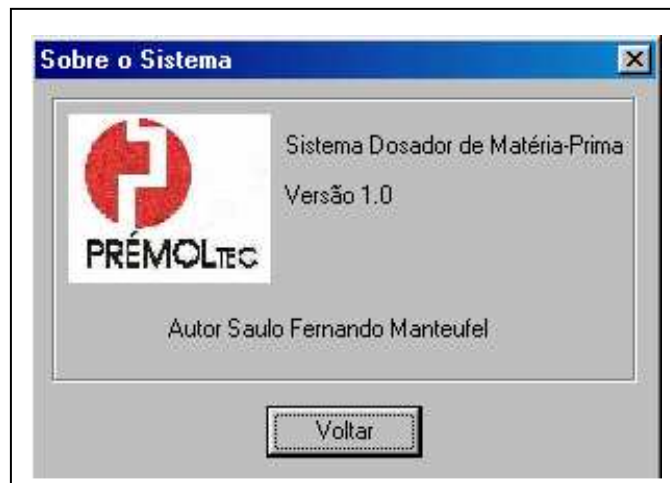 Sobre o Sistema
PRÉMOLTEC
Sistema Dosador de Matéria-Prima
Versão 1.0
Autor Saulo Fernando Manteufel
Voltar